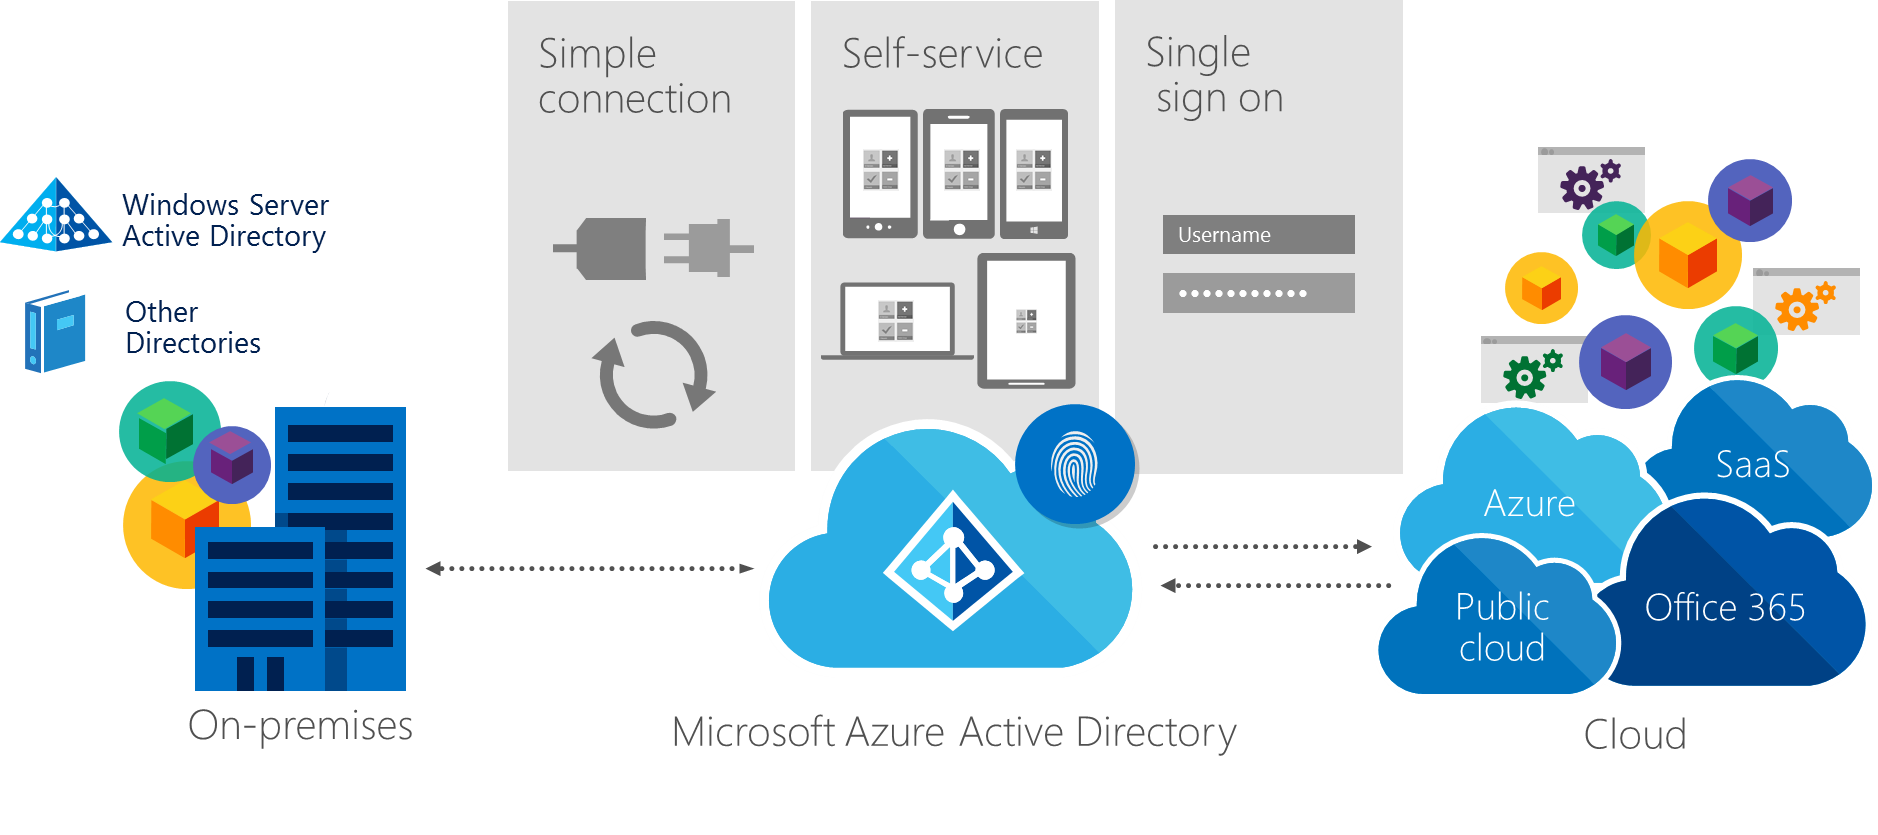 Simple
connection
Self-service
Single
sign on
Username
Windows Server
Active Directory
Other
Directories
SaaS
Azure
Public
cloud
Office 365
On-premises
Microsoft Azure Active Directory
Cloud